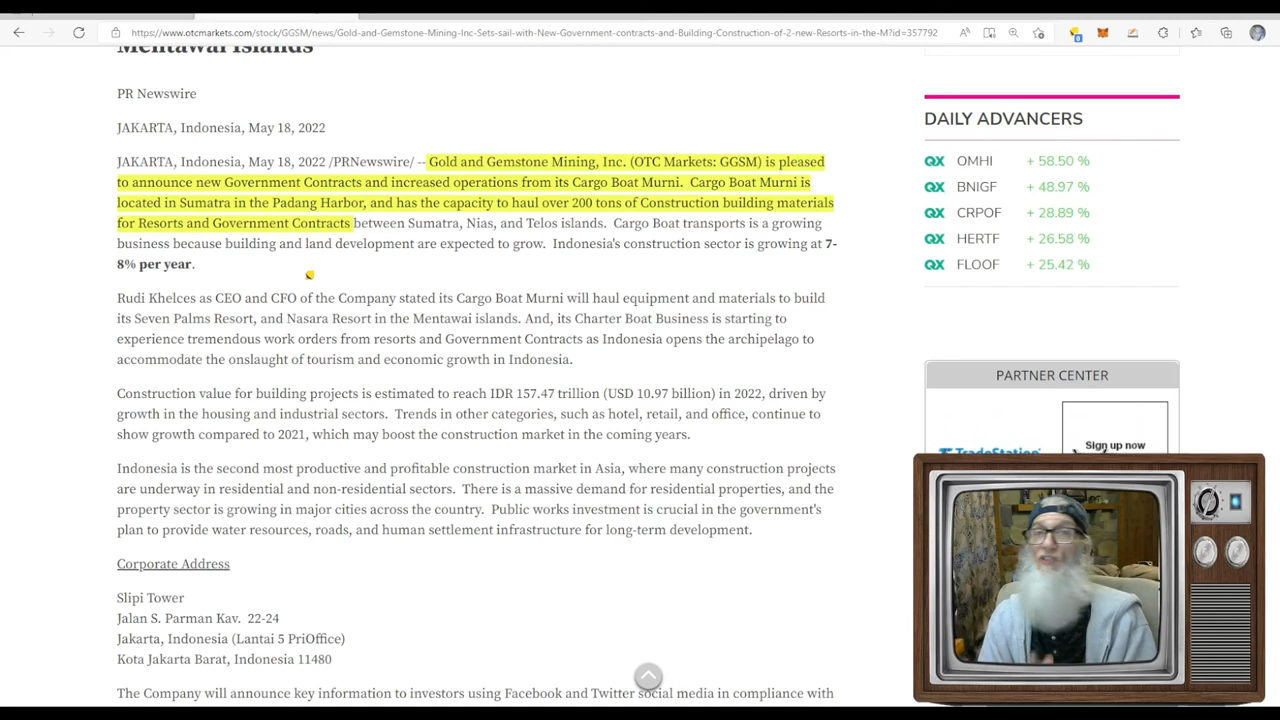 https://www.otcmarkets.com/stock/GGSM/news/Gold-and-Gemstone-Mining-Inc-Sets-sail-with-New-Government-contracts-and-Building-Construction-of-2-new-Resorts-in-the-M?id=357792
Mentawai Islands
PR Newswire
JAKARTA, Indonesia, May 18, 2022
JAKARTA, Indonesia, May 18, 2022 /PRNewswire/ -- Gold and Gemstone Mining, Inc. (OTC Markets: GGSM) is pleased
to announce new Government Contracts and increased operations from its Cargo Boat Murni.  Cargo Boat Murni is
located in Sumatra in the Padang Harbor, and has the capacity to haul over 200 tons of Construction building materials
for Resorts and Government Contracts between Sumatra, Nias, and Telos islands.  Cargo Boat transports is a growing
business because building and land development are expected to grow.  Indonesia's construction sector is growing at 7-
8% per year.
Rudi Khelces as CEO and CFO of the Company stated its Cargo Boat Murni will haul equipment and materials to build
its Seven Palms Resort, and Nasara Resort in the Mentawai islands. And, its Charter Boat Business is starting to
experience tremendous work orders from resorts and Government Contracts as Indonesia opens the archipelago to
accommodate the onslaught of tourism and economic growth in Indonesia.
Construction value for building projects is estimated to reach IDR 157.47 trillion (USD 10.97 billion) in 2022, driven by
growth in the housing and industrial sectors.  Trends in other categories, such as hotel, retail, and office, continue to
show growth compared to 2021, which may boost the construction market in the coming years.
Indonesia is the second most productive and profitable construction market in Asia, where many construction projects
are underway in residential and non-residential sectors.  There is a massive demand for residential properties, and the
property sector is growing in major cities across the country.  Public works investment is crucial in the government's
plan to provide water resources, roads, and human settlement infrastructure for long-term development.
Corporate Address
Slipi Tower
Jalan S. Parman Kav.  22-24
Jakarta, Indonesia (Lantai 5 PriOffice)
Kota Jakarta Barat, Indonesia 11480
The Company will announce key information to investors using Facebook and Twitter social media in compliance with
DAILY ADVANCERS
QX OMHI + 58.50 %
QX BNIGF + 48.97 %
QX CRPOF + 28.89 %
QX HERTF + 26.58 %
QX FLOOF + 25.42 %
PARTNER CENTER
TradeStation
Sign up now